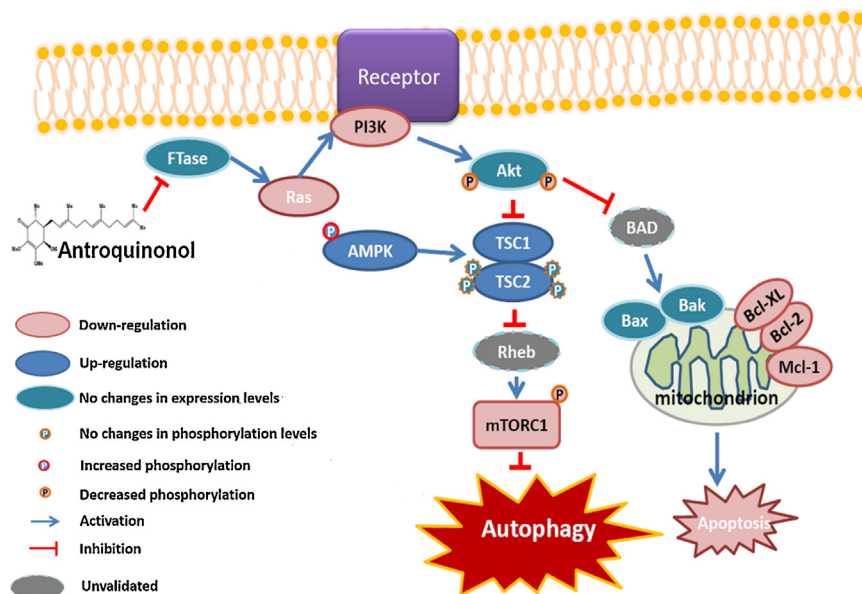 Receptor
PI3K
FTase
Ras
Akt
P
P
BAD
Antroquinonol
P
AMPK
TSC1
TSC2
P
P
P
P
Bax
Bak
Bcl-XL
Bcl-2
Mcl-1
mitochondrion
Rheb
mTORC1
P
Autophagy
Apoptosis
Down-regulation
Up-regulation
No changes in expression levels
P No changes in phosphorylation levels
P Increased phosphorylation
P Decreased phosphorylation
Activation
Inhibition
Unvalidated